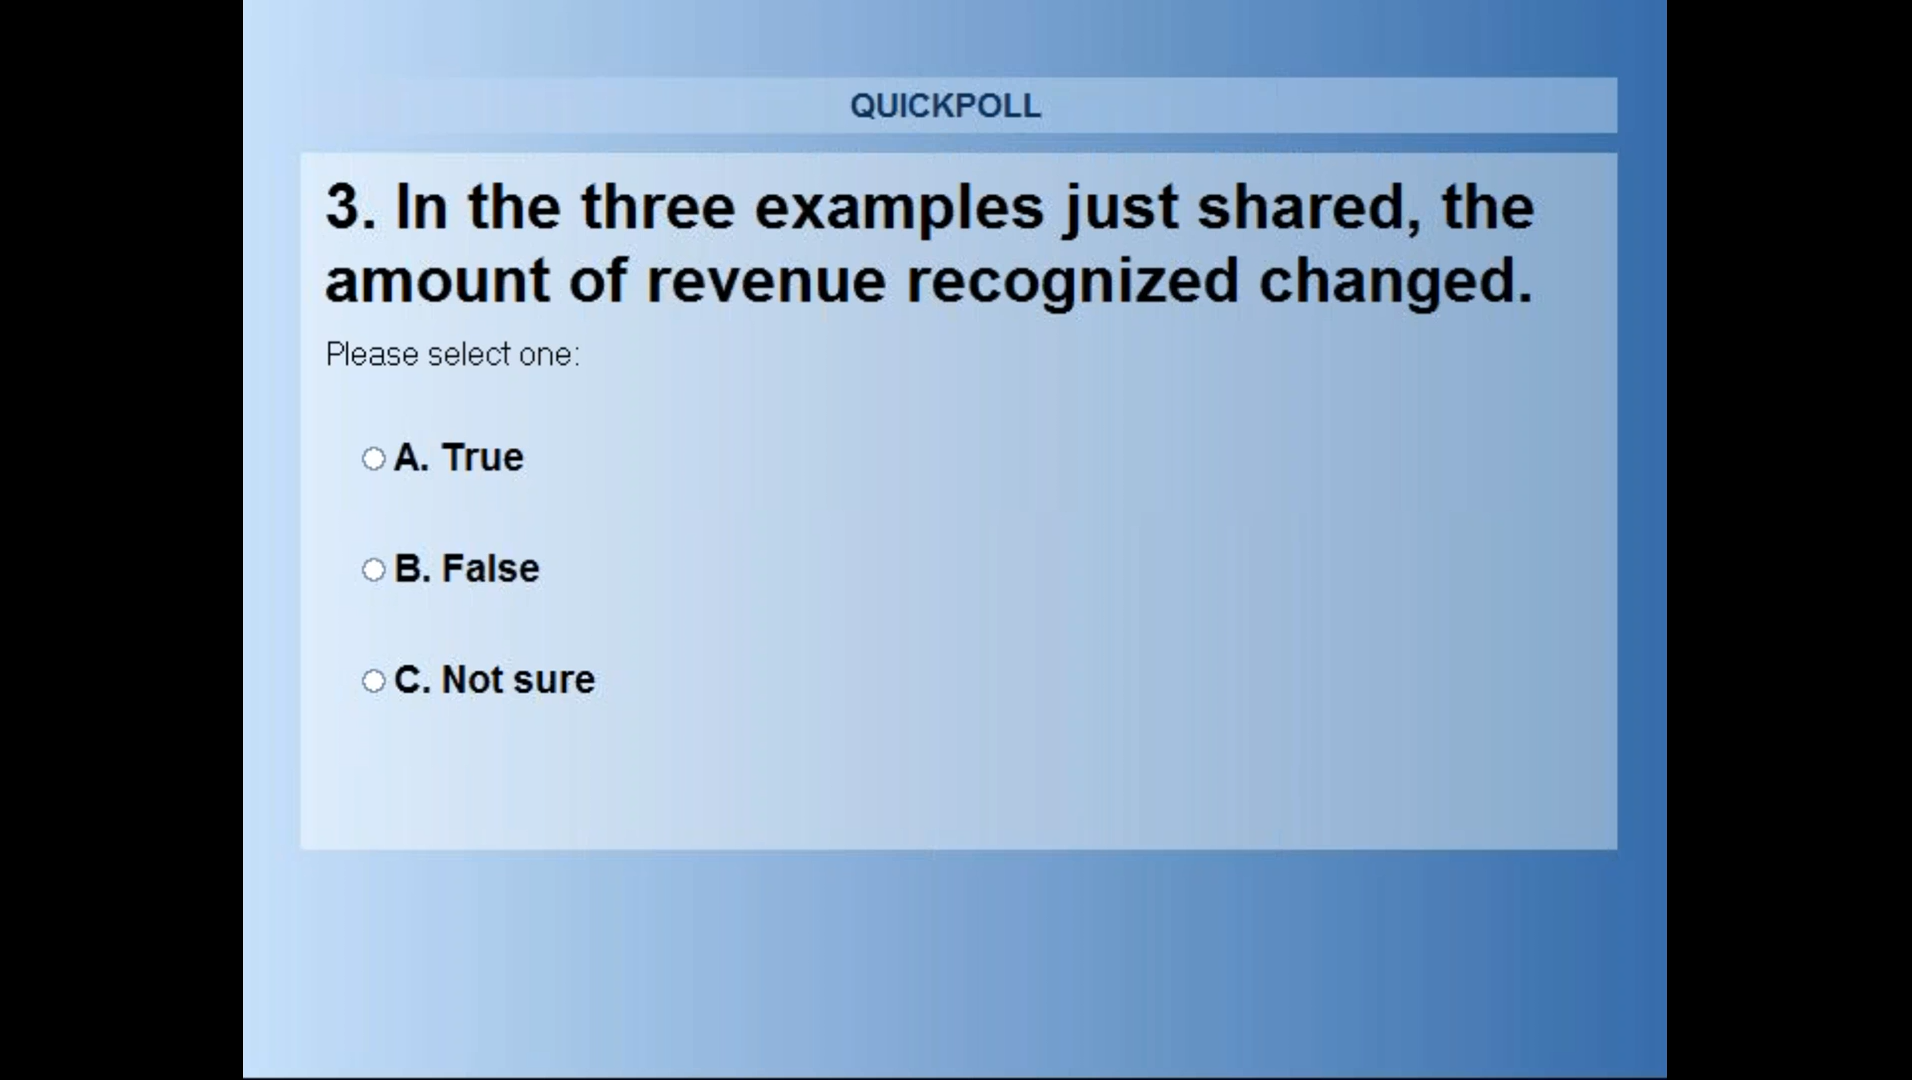 QUICKPOLL
3. In the three examples just shared, the
amount of revenue recognized changed.
Please select one:
A. True
B. False
C. Not sure